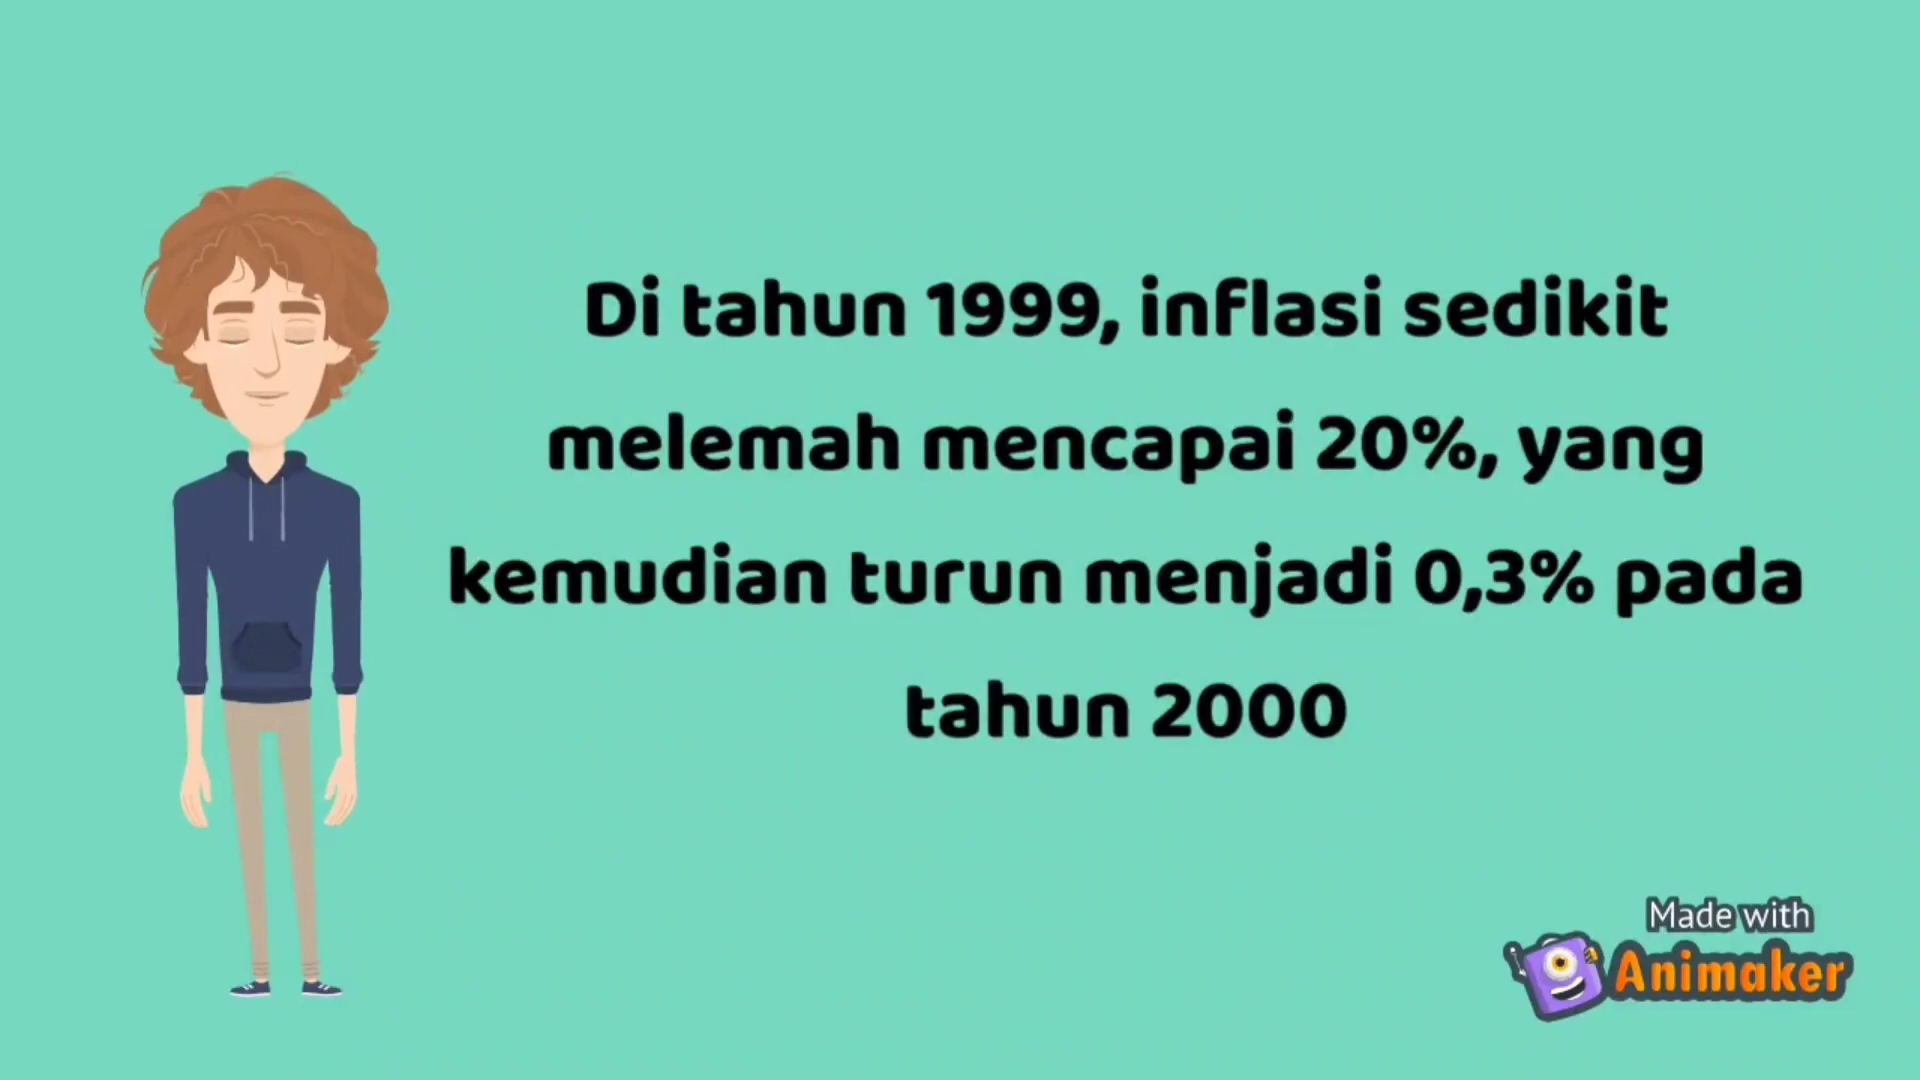 Di tahun 1999, inflasi sedikit
melemah mencapai 20%, yang
kemudian turun menjadi 0,3% pada
tahun 2000
Made with
Animaker